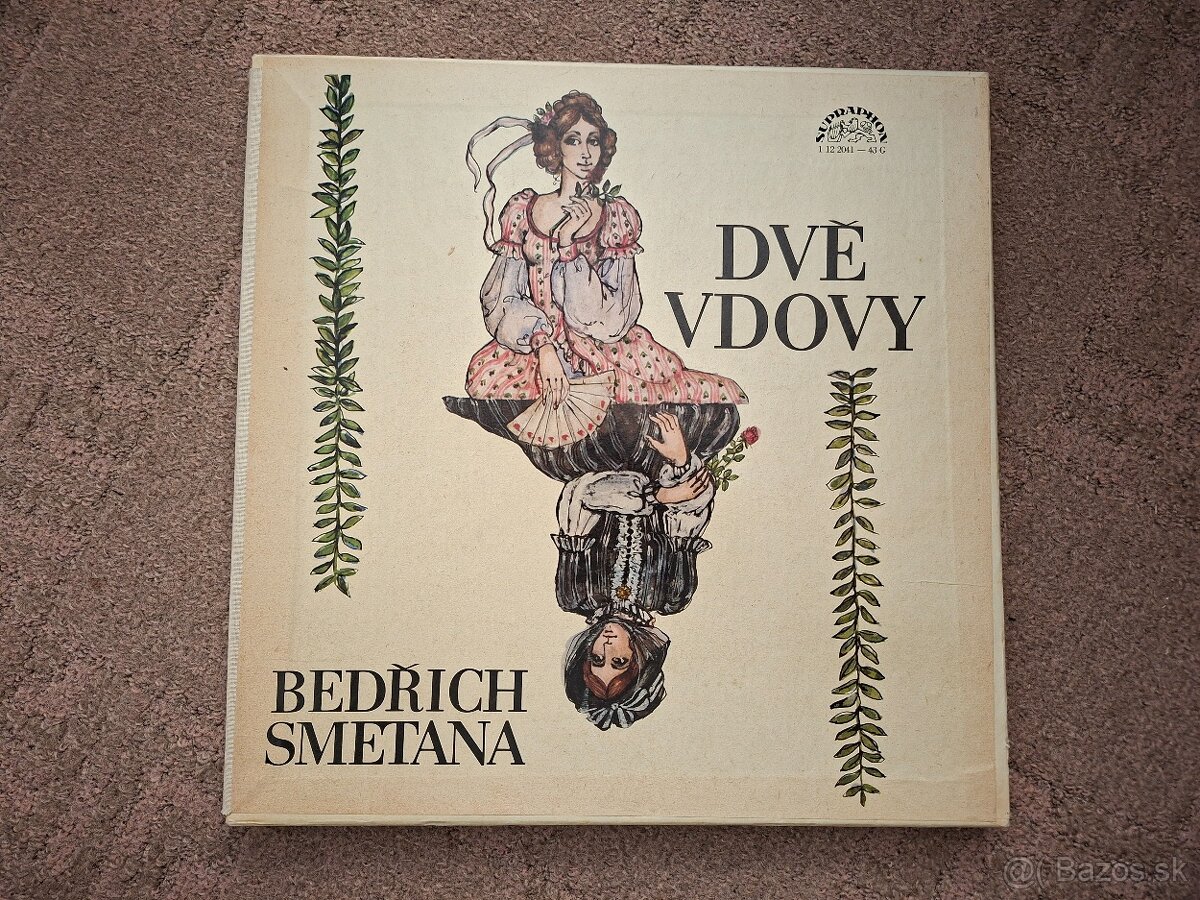 SUPRAPHON
1 12 2041 — 43 G
DVĚ
VDOVY
BEDŘICH
SMETANA
@( Bazos.sk